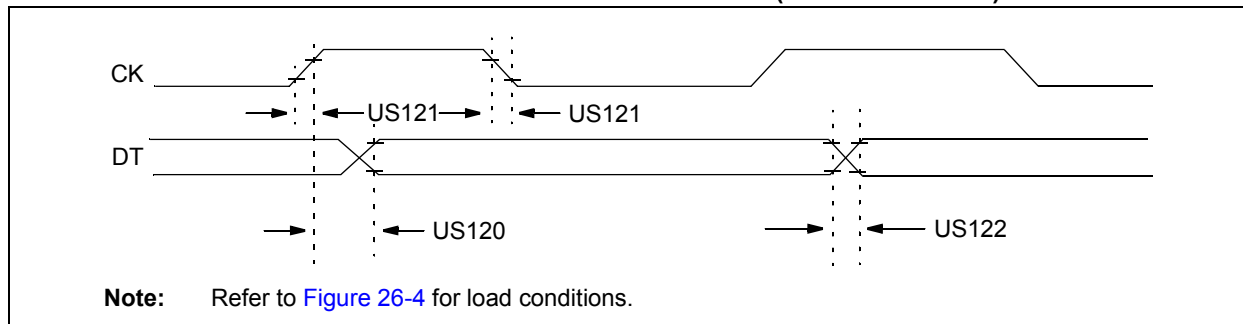 CK
US121 US121
DT
US120 US122
Note: Refer to Figure 26-4 for load conditions.